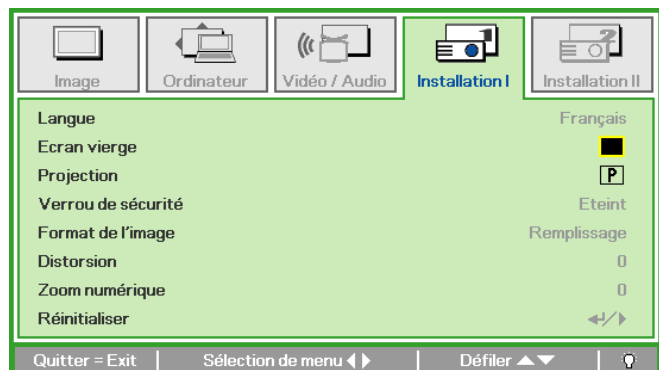 Image
Ordinateur
Vidéo / Audio
Installation I
Installation II
Langue Français
Ecran vierge
Projection P
Verrou de sécurité Eteint
Format de l'image Remplissage
Distorsion 0
Zoom numérique 0
Réinitialiser
Quitter = Exit Sélection de menu Défiler